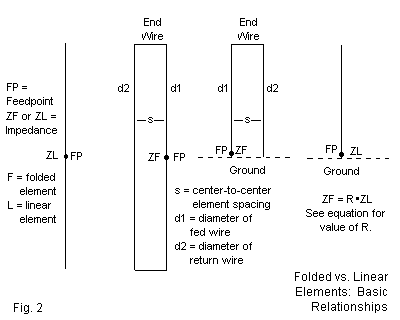 End
Wire
End
Wire
FP =
Feedpoint
ZF or ZL =
Impedance
d2
d1
d1
d2
s
s
ZL
FP
ZF
FP
FP
ZF
FP
ZL
Ground
Ground
F = folded
element
L = linear
element
s = center-to-center
element spacing
d1 = diameter of
fed wire
d2 = diameter of
return wire
ZF = R*ZL
See equation for
value of R.
Fig. 2
Folded vs. Linear
Elements: Basic
Relationships